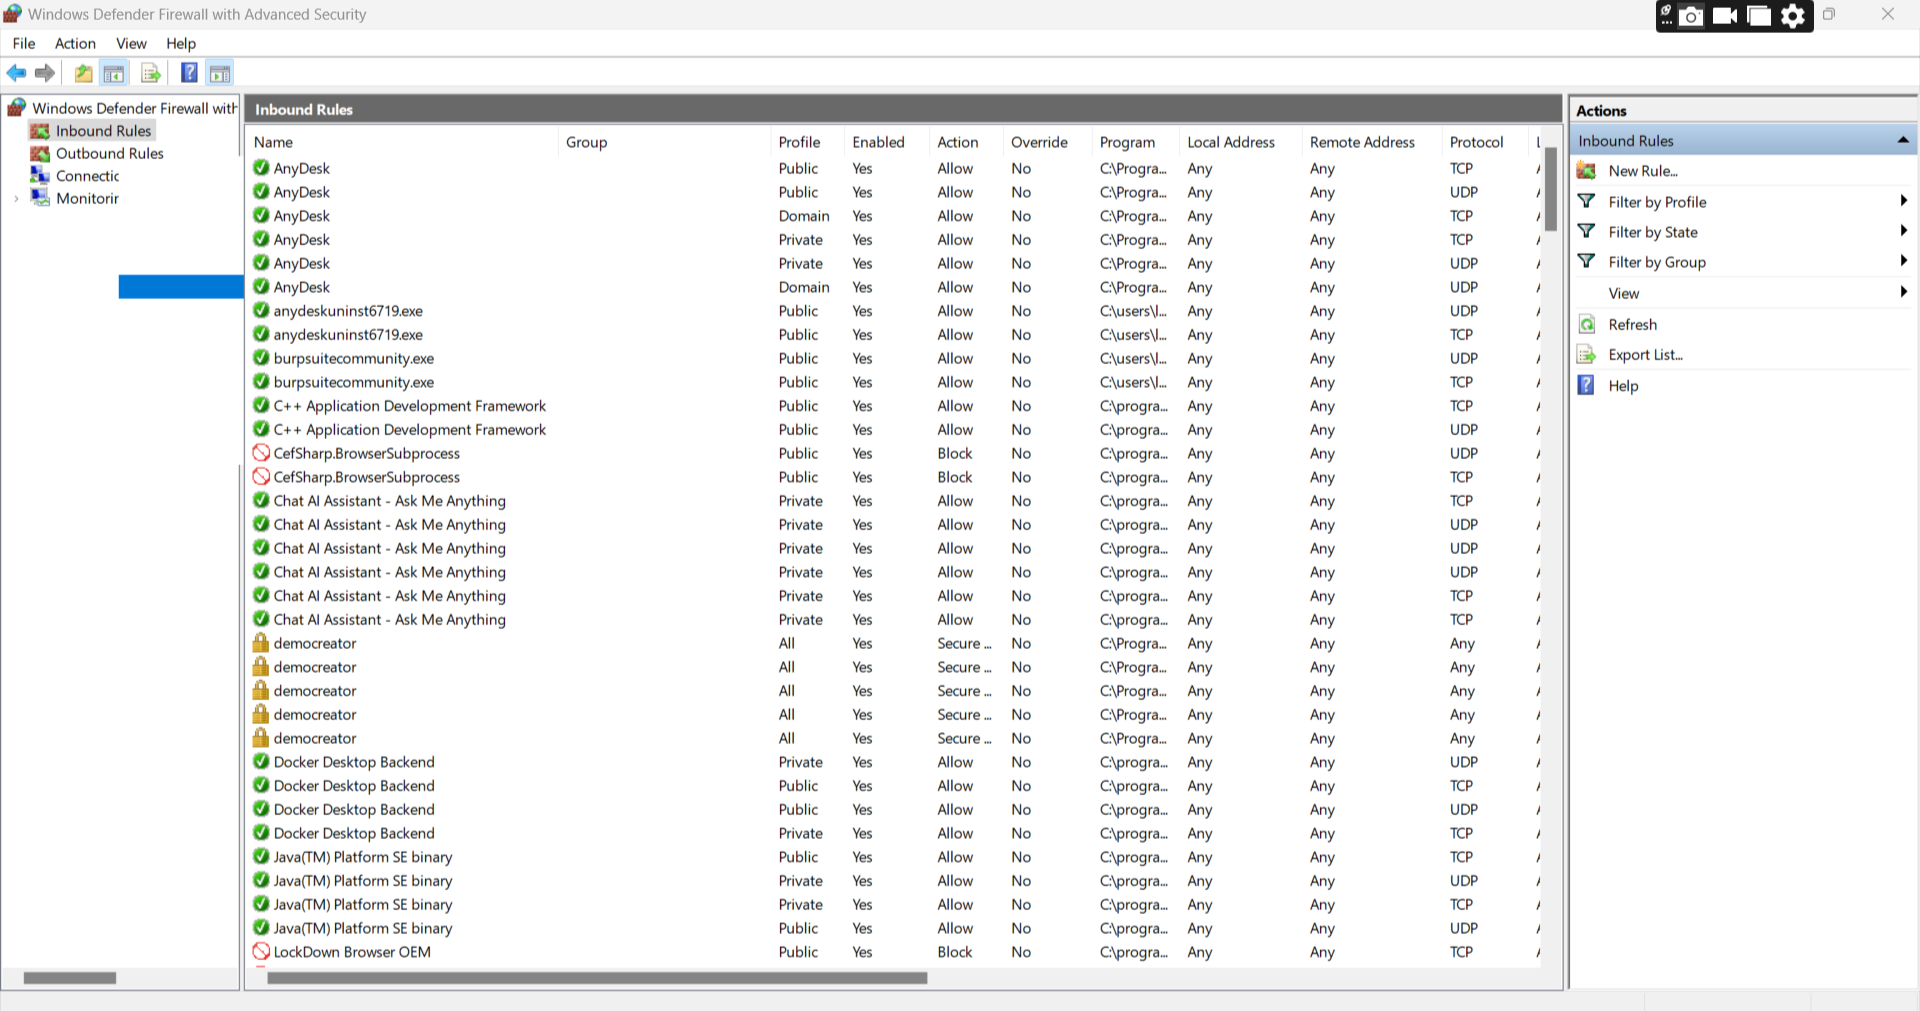 Windows Defender Firewall with Advanced Security
File Action View Help
Windows Defender Firewall with
Inbound Rules
Outbound Rules
Connectic
Monitorir
Inbound Rules
Name Group Profile Enabled Action Override Program Local Address Remote Address Protocol
AnyDesk Public Yes Allow No C:\Progra... Any Any TCP
AnyDesk Public Yes Allow No C:\Progra... Any Any UDP
AnyDesk Domain Yes Allow No C:\Progra... Any Any TCP
AnyDesk Private Yes Allow No C:\Progra... Any Any TCP
AnyDesk Private Yes Allow No C:\Progra... Any Any UDP
AnyDesk Domain Yes Allow No C:\Progra... Any Any UDP
anydeskuninst6719.exe Public Yes Allow No C:\users\l... Any Any UDP
anydeskuninst6719.exe Public Yes Allow No C:\users\l... Any Any TCP
burpsuitecommunity.exe Public Yes Allow No C:\users\l... Any Any UDP
burpsuitecommunity.exe Public Yes Allow No C:\users\l... Any Any TCP
C++ Application Development Framework Public Yes Allow No C:\progra... Any Any TCP
C++ Application Development Framework Public Yes Allow No C:\progra... Any Any UDP
CefSharp.BrowserSubprocess Public Yes Block No C:\progra... Any Any UDP
CefSharp.BrowserSubprocess Public Yes Block No C:\progra... Any Any TCP
Chat AI Assistant - Ask Me Anything Private Yes Allow No C:\progra... Any Any TCP
Chat AI Assistant - Ask Me Anything Private Yes Allow No C:\progra... Any Any UDP
Chat AI Assistant - Ask Me Anything Private Yes Allow No C:\progra... Any Any UDP
Chat AI Assistant - Ask Me Anything Private Yes Allow No C:\progra... Any Any UDP
Chat AI Assistant - Ask Me Anything Private Yes Allow No C:\progra... Any Any TCP
Chat AI Assistant - Ask Me Anything Private Yes Allow No C:\progra... Any Any TCP
democreator All Yes Secure ... No C:\Progra... Any Any Any
democreator All Yes Secure ... No C:\Progra... Any Any Any
democreator All Yes Secure ... No C:\Progra... Any Any Any
democreator All Yes Secure ... No C:\Progra... Any Any Any
democreator All Yes Secure ... No C:\Progra... Any Any Any
Docker Desktop Backend Private Yes Allow No C:\progra... Any Any UDP
Docker Desktop Backend Public Yes Allow No C:\progra... Any Any TCP
Docker Desktop Backend Public Yes Allow No C:\progra... Any Any UDP
Docker Desktop Backend Private Yes Allow No C:\progra... Any Any TCP
Java(TM) Platform SE binary Public Yes Allow No C:\progra... Any Any TCP
Java(TM) Platform SE binary Private Yes Allow No C:\progra... Any Any UDP
Java(TM) Platform SE binary Private Yes Allow No C:\progra... Any Any TCP
Java(TM) Platform SE binary Public Yes Allow No C:\progra... Any Any UDP
LockDown Browser OEM Public Yes Block No C:\progra... Any Any TCP
Actions
Inbound Rules
New Rule...
Filter by Profile
Filter by State
Filter by Group
View
Refresh
Export List...
Help